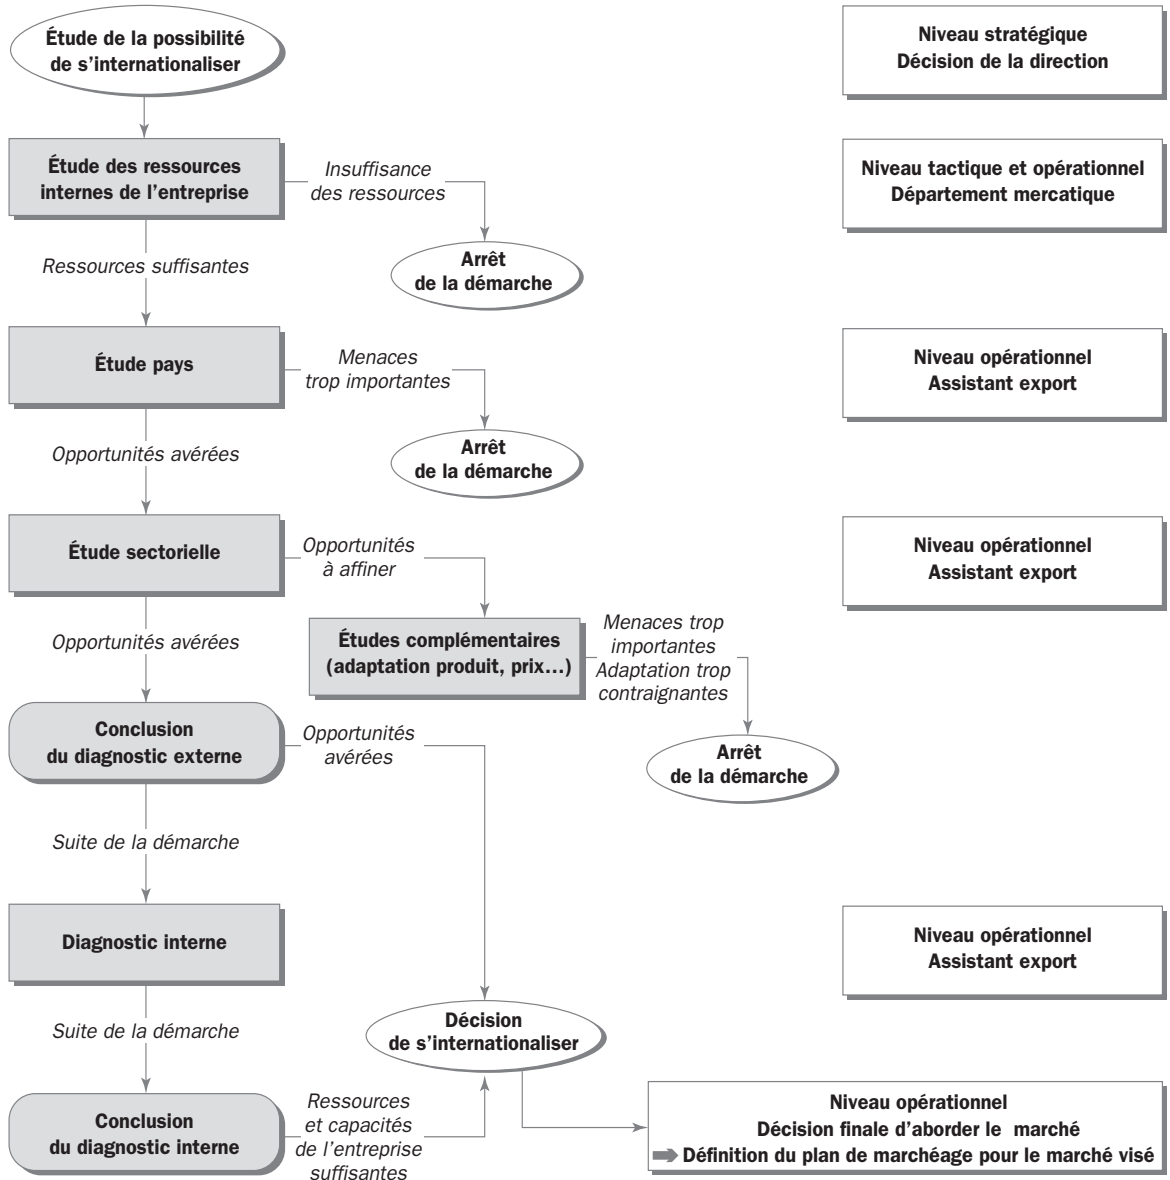 Étude de la possibilité
de s'internationaliser
Niveau stratégique
Décision de la direction
Étude des ressources
internes de l'entreprise
Insuffisance
des ressources
Niveau tactique et opérationnel
Département mercatique
Ressources suffisantes
Arrêt
de la démarche
Étude pays
Menaces
trop importantes
Niveau opérationnel
Assistant export
Opportunités avérées
Arrêt
de la démarche
Étude sectorielle
Opportunités
à affiner
Niveau opérationnel
Assistant export
Opportunités avérées
Études complémentaires
(adaptation produit, prix…)
Menaces trop
importantes
Adaptation trop
contraignantes
Conclusion
du diagnostic externe
Opportunités
avérées
Arrêt
de la démarche
Suite de la démarche
Diagnostic interne
Niveau opérationnel
Assistant export
Suite de la démarche
Décision
de s'internationaliser
Conclusion
du diagnostic interne
Ressources
et capacités
de l'entreprise
suffisantes
Niveau opérationnel
Décision finale d'aborder le marché
➡ Définition du plan de marchéage pour le marché visé